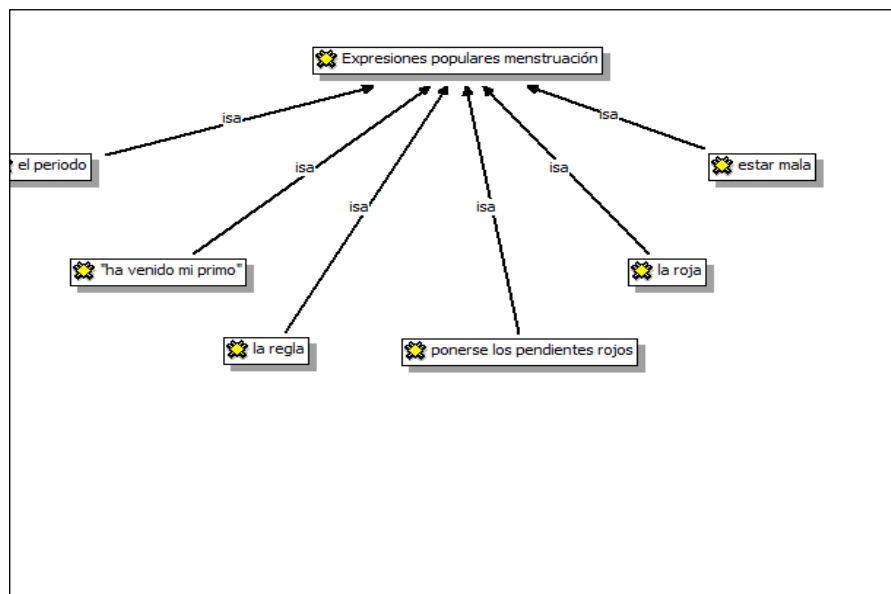 Expresiones populares menstruación
isa
isa
el periodo
estar mala
isa
isa
isa
isa
"ha venido mi primo"
la roja
la regla
ponerse los pendientes rojos